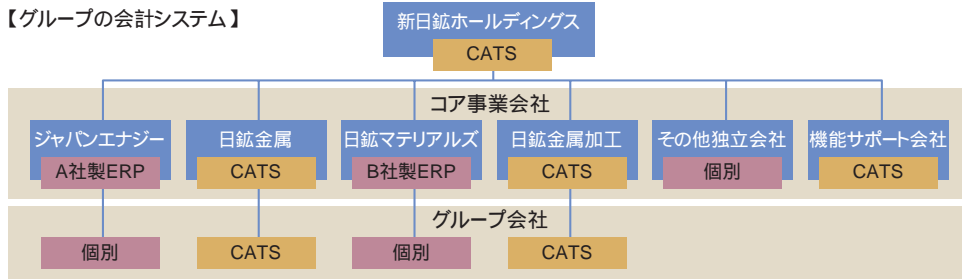 【グループの会計システム】
新日鉱ホールディングス
CATS
コア事業会社
ジャパンエナジー
A社製ERP
日鉱金属
CATS
日鉱マテリアルズ
B社製ERP
日鉱金属加工
CATS
その他独立会社
個別
機能サポート会社
CATS
グループ会社
個別
CATS
個別
CATS